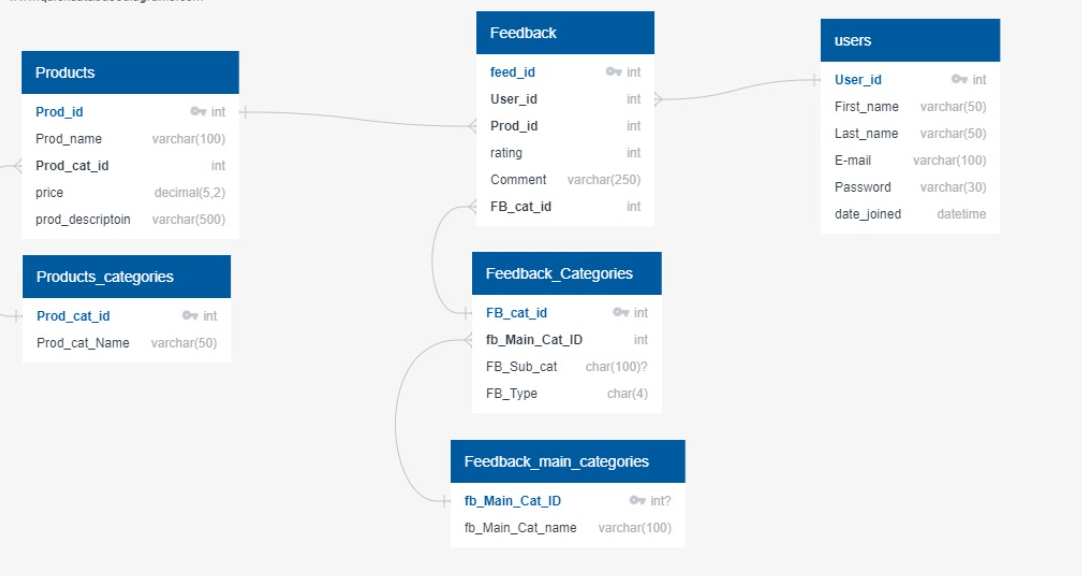 Products
Prod_id int
Prod_name varchar(100)
Prod_cat_id int
price decimal(5,2)
prod_descriptoin varchar(500)
Products_categories
Prod_cat_id int
Prod_cat_Name varchar(50)
Feedback
feed_id int
User_id int
Prod_id int
rating int
Comment varchar(250)
FB_cat_id int
Feedback_Categories
FB_cat_id int
fb_Main_Cat_ID int
FB_Sub_cat char(100)?
FB_Type char(4)
Feedback_main_categories
fb_Main_Cat_ID int?
fb_Main_Cat_name varchar(100)
users
User_id int
First_name varchar(50)
Last_name varchar(50)
E-mail varchar(100)
Password varchar(30)
date_joined datetime